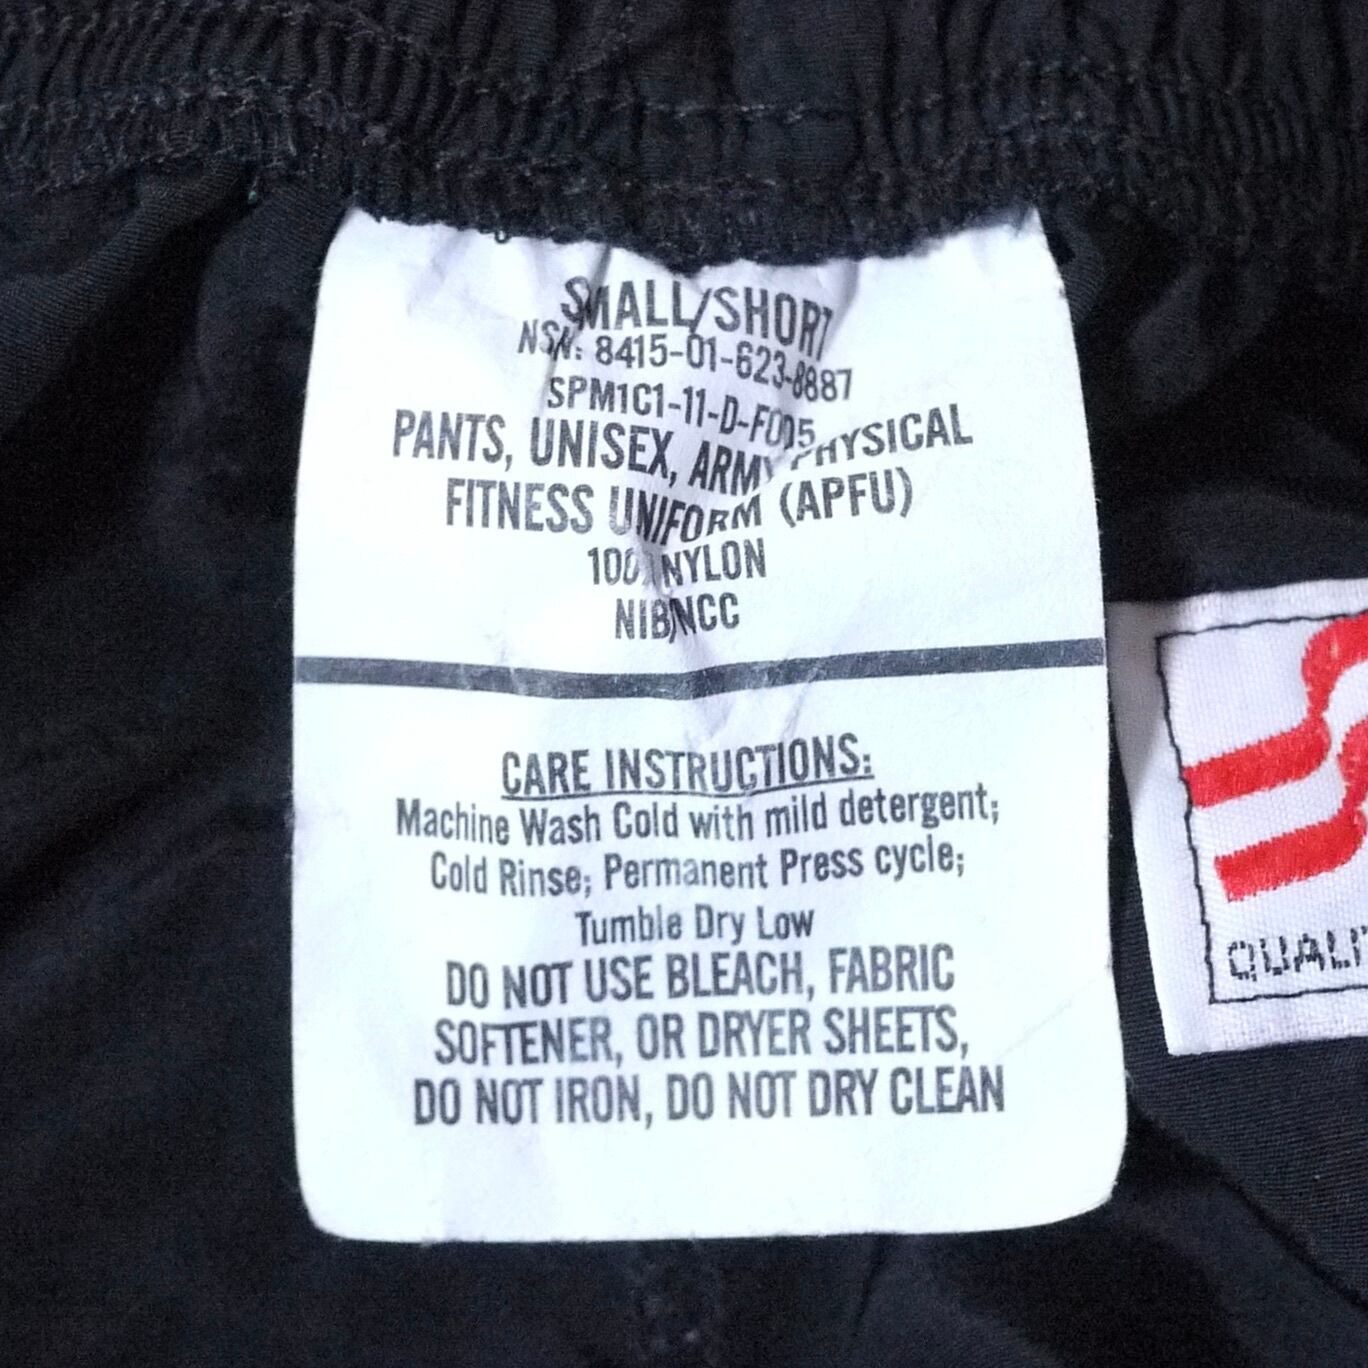 SMALL/SHORT
NSN: 8415-01-623-8887
SPM1C1-11-D-F005
PANTS, UNISEX, ARMY PHYSICAL
FITNESS UNIFORM (APFU)
100% NYLON
NIB/NCC
CARE INSTRUCTIONS:
Machine Wash Cold with mild detergent;
Cold Rinse; Permanent Press cycle;
Tumble Dry Low
DO NOT USE BLEACH, FABRIC
SOFTENER, OR DRYER SHEETS,
DO NOT IRON, DO NOT DRY CLEAN